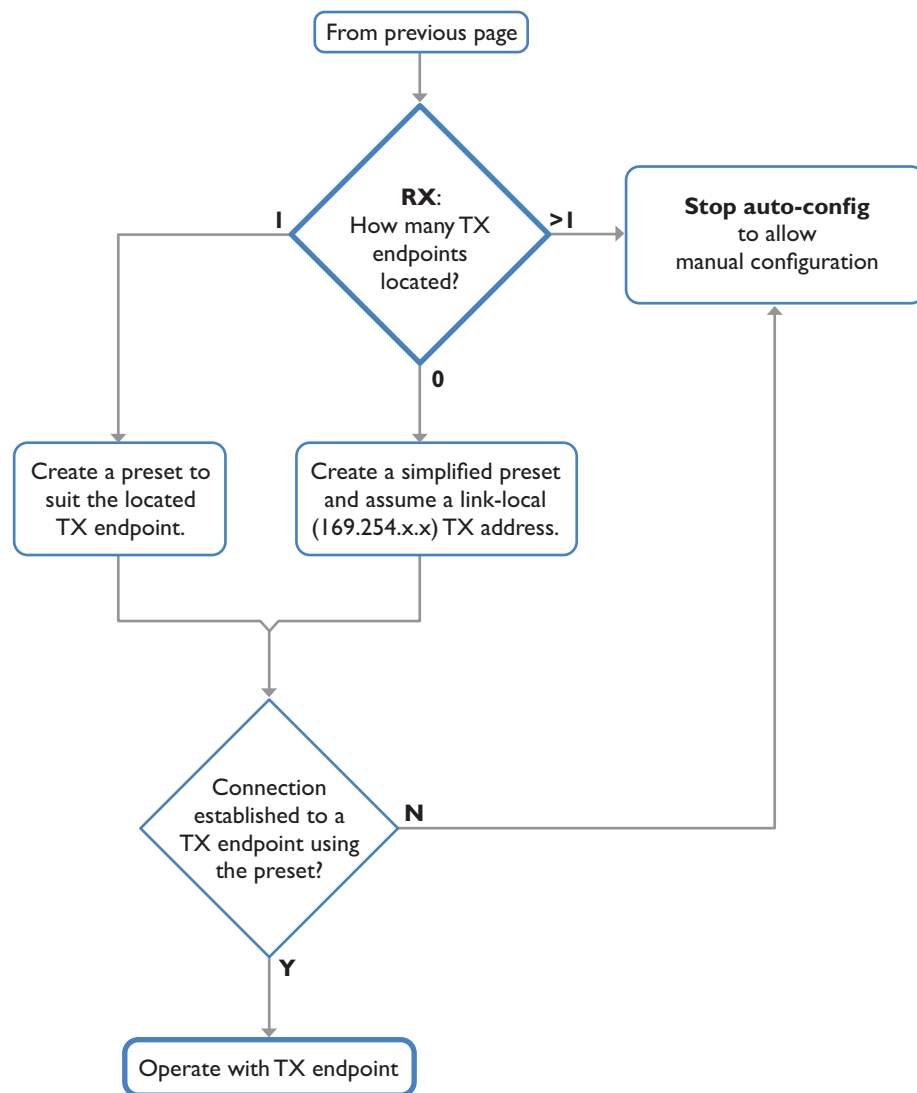 From previous page
RX:
How many TX
endpoints
located?
1
>1
0
Stop auto-config
to allow
manual configuration
Create a preset to
suit the located
TX endpoint.
Create a simplified preset
and assume a link-local
(169.254.x.x) TX address.
Connection
established to a
TX endpoint using
the preset?
N
Y
Operate with TX endpoint